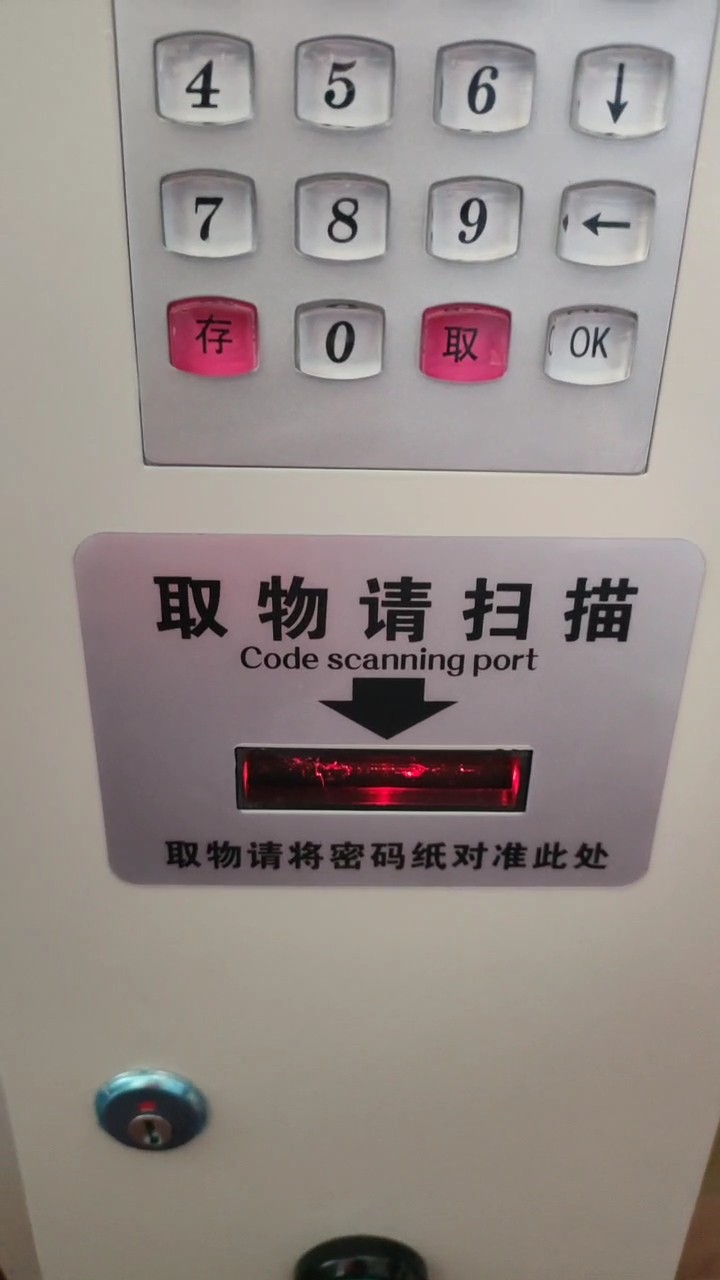 4 5 6 ↓
7 8 9 ←
存 0 取 OK
取物请扫描
Code scanning port
取物请将密码纸对准此处